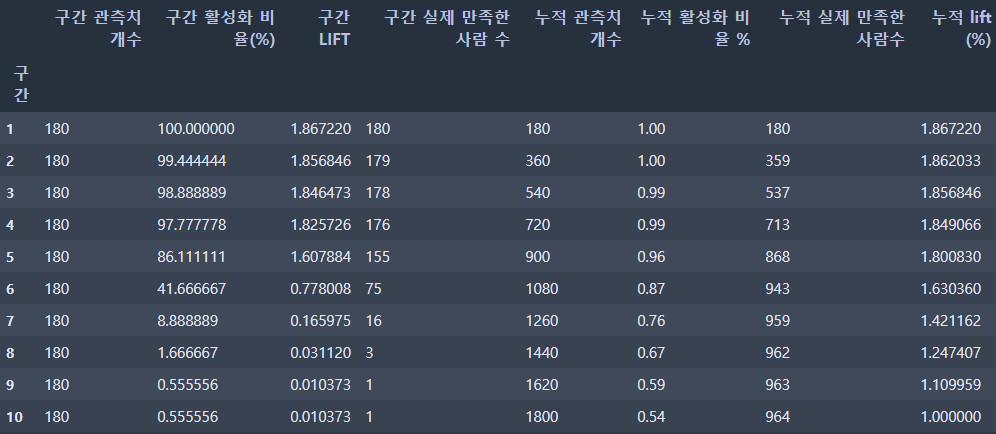 구간 관측치 개수 구간 활성화 비율(%) 구간 LIFT 구간 실제 만족한 사람 수 누적 관측치 개수 누적 활성화 비율 % 누적 실제 만족한 사람수 누적 lift (%)
구간
1 180 100.000000 1.867220 180 180 1.00 180 1.867220
2 180 99.444444 1.856846 179 360 1.00 359 1.862033
3 180 98.888889 1.846473 178 540 0.99 537 1.856846
4 180 97.777778 1.825726 176 720 0.99 713 1.849066
5 180 86.111111 1.607884 155 900 0.96 868 1.800830
6 180 41.666667 0.778008 75 1080 0.87 943 1.630360
7 180 8.888889 0.165975 16 1260 0.76 959 1.421162
8 180 1.666667 0.031120 3 1440 0.67 962 1.247407
9 180 0.555556 0.010373 1 1620 0.59 963 1.109959
10 180 0.555556 0.010373 1 1800 0.54 964 1.000000